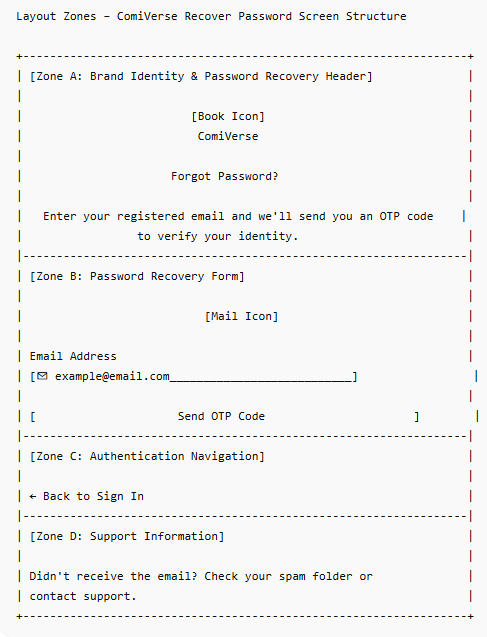 Layout Zones – ComiVerse Recover Password Screen Structure
+------------------------------------------------------------------+
| [Zone A: Brand Identity & Password Recovery Header] |
| |
| [Book Icon] |
| ComiVerse |
| |
| Forgot Password? |
| |
| Enter your registered email and we'll send you an OTP code |
| to verify your identity. |
|------------------------------------------------------------------|
| [Zone B: Password Recovery Form] |
| |
| [Mail Icon] |
| |
| Email Address |
| [✉ example@email.com___________________________] |
| |
| [ Send OTP Code ] |
|------------------------------------------------------------------|
| [Zone C: Authentication Navigation] |
| |
| ← Back to Sign In |
|------------------------------------------------------------------|
| [Zone D: Support Information] |
| |
| Didn't receive the email? Check your spam folder or |
| contact support. |
+------------------------------------------------------------------+